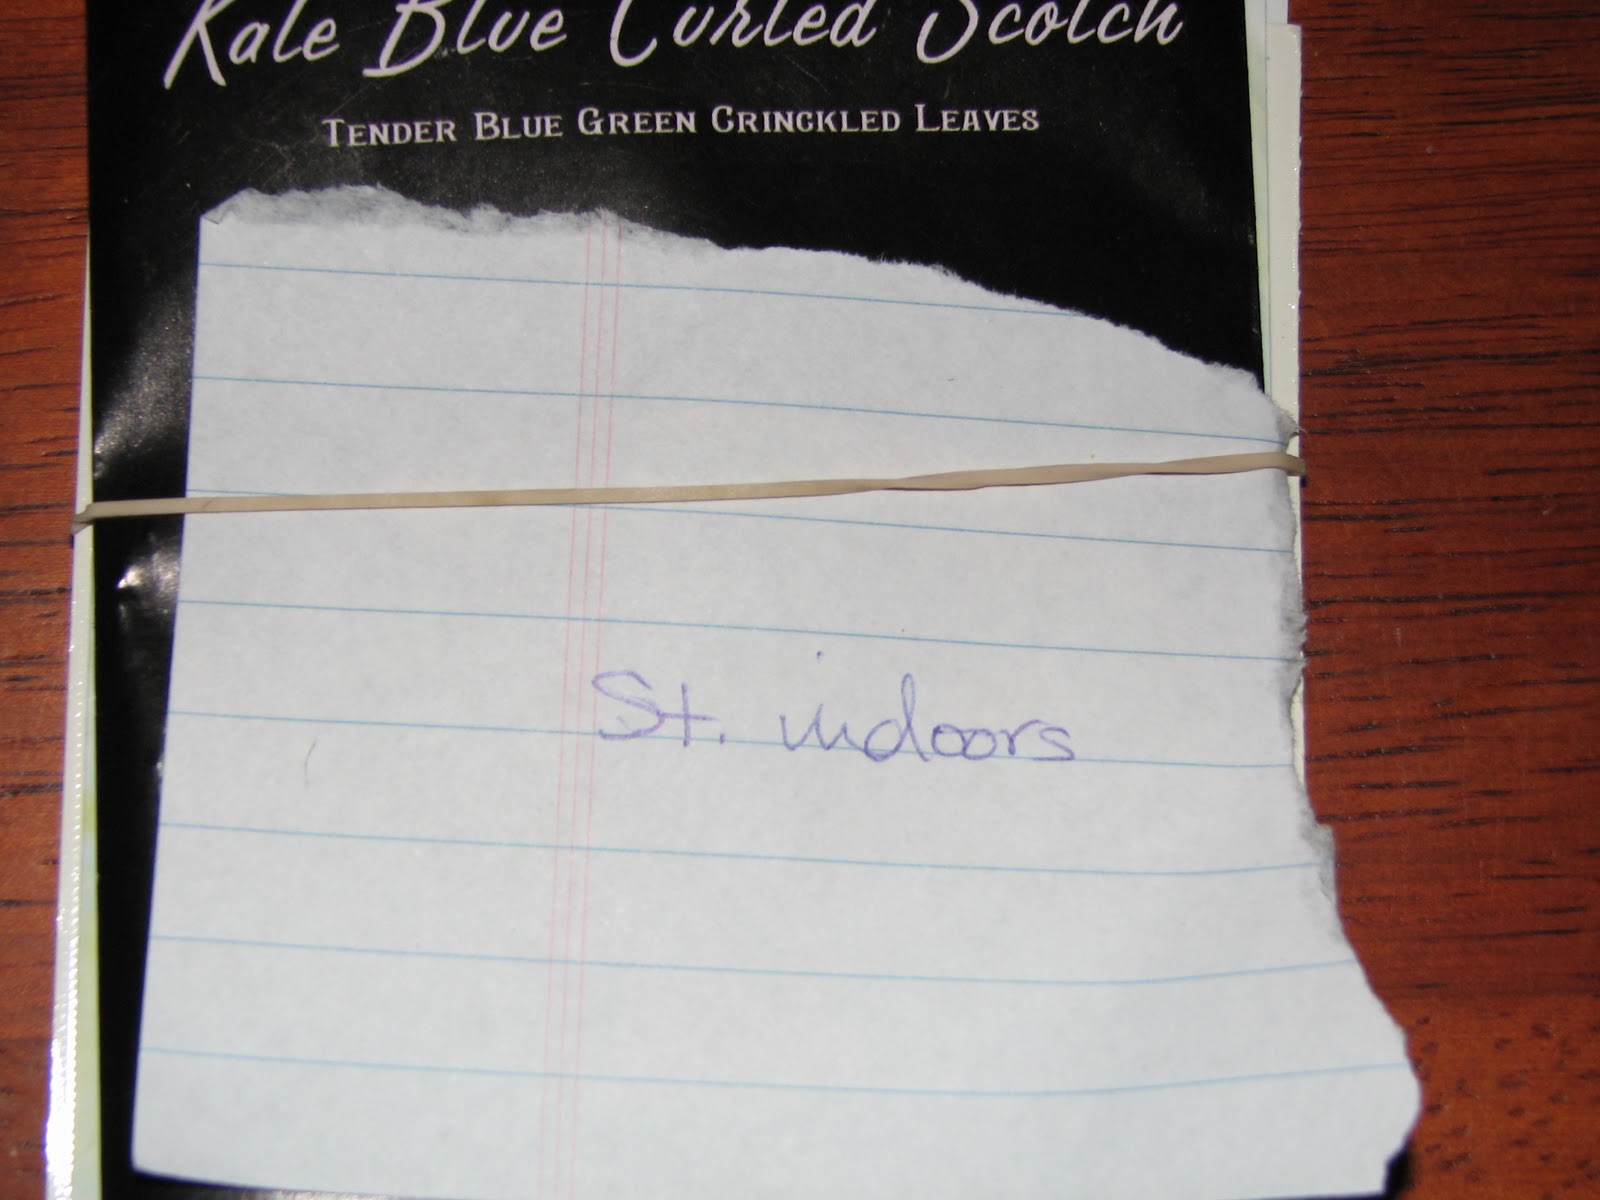 Kale Blue Curled Scotch
Tender Blue Green Crinckled Leaves
St. indoors